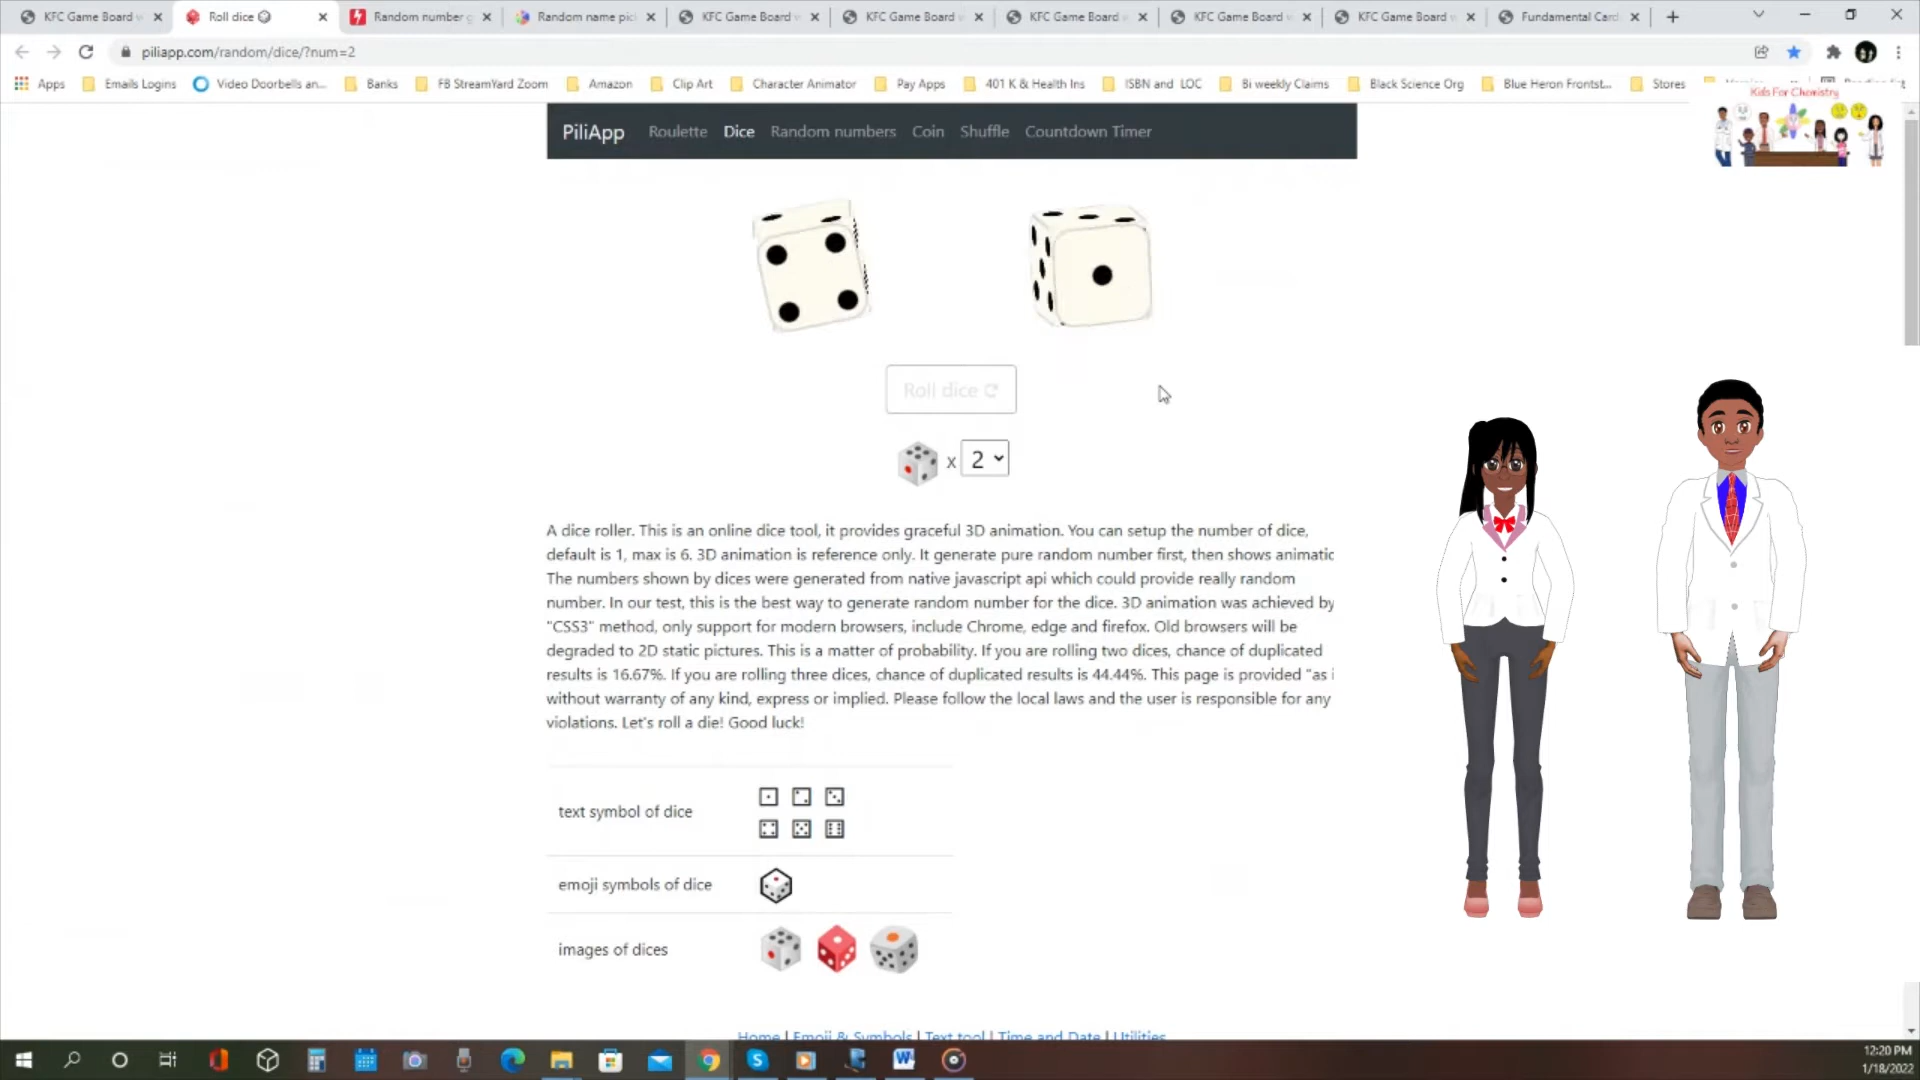 KFC Game Board
Roll dice
Random number g
Random name pic
KFC Game Board
KFC Game Board
KFC Game Board
KFC Game Board
KFC Game Board
Fundamental Card
piliapp.com/random/dice/?num=2
Apps
Emails Logins
Video Doorbells an...
Banks
FB StreamYard Zoom
Amazon
Clip Art
Character Animator
Pay Apps
401 K & Health Ins
ISBN and LOC
Bi weekly Claims
Black Science Org
Blue Heron Frontst...
Stores
Kids For Chemistry
PiliApp
Roulette
Dice
Random numbers
Coin
Shuffle
Countdown Timer
Roll dice
x 2
A dice roller. This is an online dice tool, it provides graceful 3D animation. You can setup the number of dice,
default is 1, max is 6. 3D animation is reference only. It generate pure random number first, then shows animatic
The numbers shown by dices were generated from native javascript api which could provide really random
number. In our test, this is the best way to generate random number for the dice. 3D animation was achieved by
"CSS3" method, only support for modern browsers, include Chrome, edge and firefox. Old browsers will be
degraded to 2D static pictures. This is a matter of probability. If you are rolling two dices, chance of duplicated
results is 16.67%. If you are rolling three dices, chance of duplicated results is 44.44%. This page is provided "as i
without warranty of any kind, express or implied. Please follow the local laws and the user is responsible for any
violations. Let's roll a die! Good luck!
text symbol of dice
emoji symbols of dice
images of dices
Home | Emoji & Symbols | Text tool | Time and Date | Utilities
12:20 PM
1/18/2022